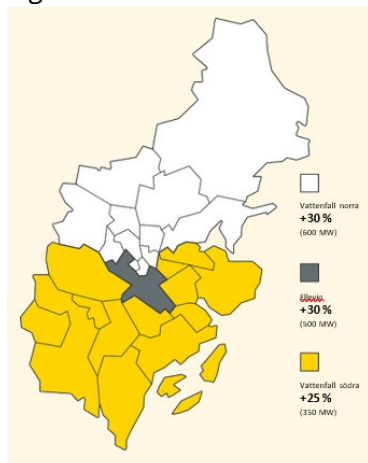 Vattenfall norra
+30 %
(600 MW)
Ellevio
+30 %
(500 MW)
Vattenfall södra
+25 %
(350 MW)